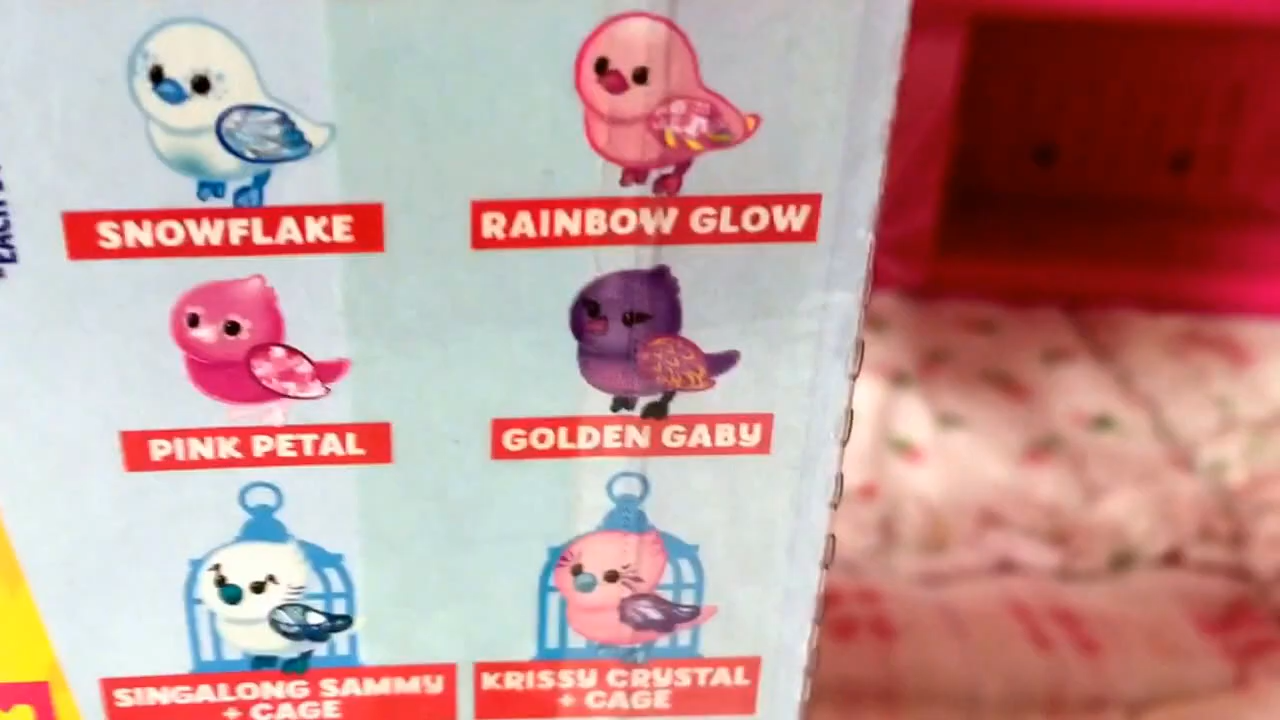 SNOWFLAKE
RAINBOW GLOW
PINK PETAL
GOLDEN GABY
SINGALONG SAMMY
+ CAGE
KRISSY CRYSTAL
+ CAGE